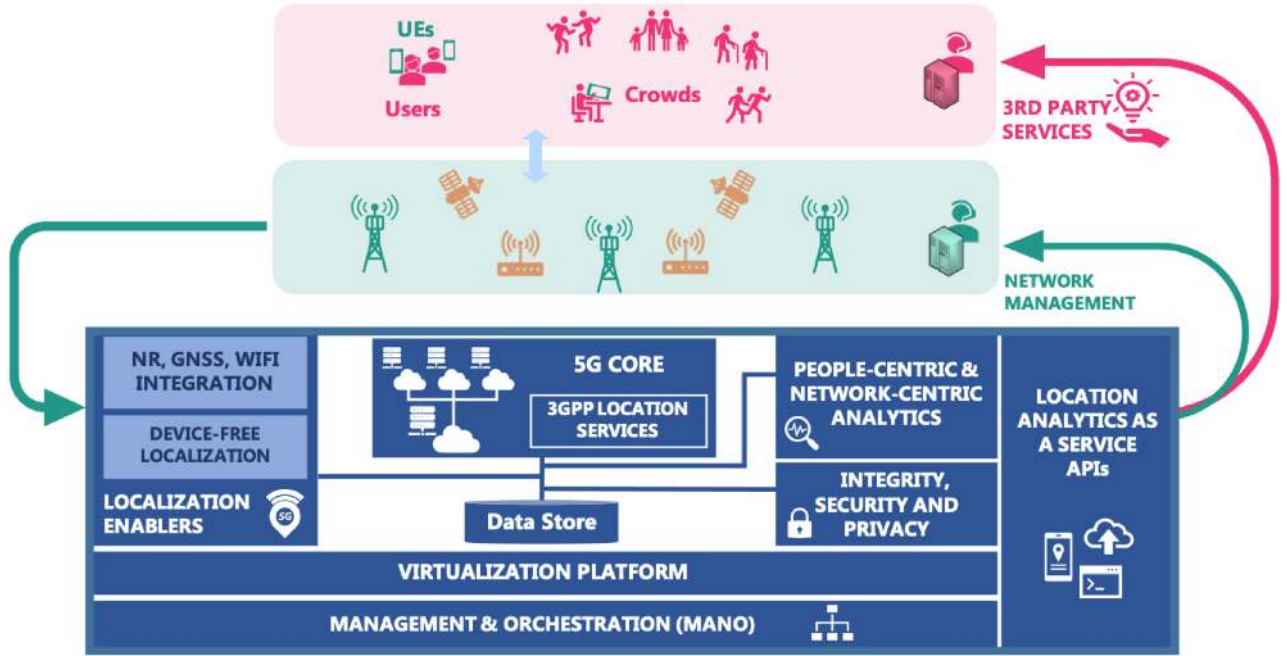 UEs
Users
Crowds
3RD PARTY
SERVICES
NETWORK
MANAGEMENT
NR, GNSS, WIFI
INTEGRATION
DEVICE-FREE
LOCALIZATION
LOCALIZATION
ENABLERS
5G
5G CORE
3GPP LOCATION
SERVICES
Data Store
PEOPLE-CENTRIC &
NETWORK-CENTRIC
ANALYTICS
INTEGRITY,
SECURITY AND
PRIVACY
LOCATION
ANALYTICS AS
A SERVICE
APIs
>_
VIRTUALIZATION PLATFORM
MANAGEMENT & ORCHESTRATION (MANO)